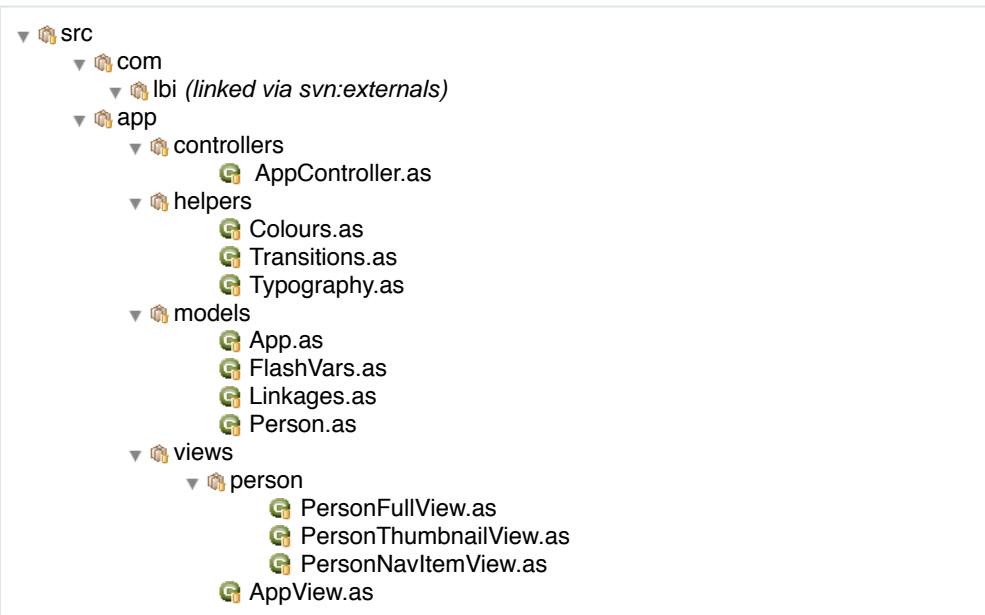 src
com
lbi (linked via svn:externals)
app
controllers
AppController.as
helpers
Colours.as
Transitions.as
Typography.as
models
App.as
FlashVars.as
Linkages.as
Person.as
views
person
PersonFullView.as
PersonThumbnailView.as
PersonNavItemView.as
AppView.as